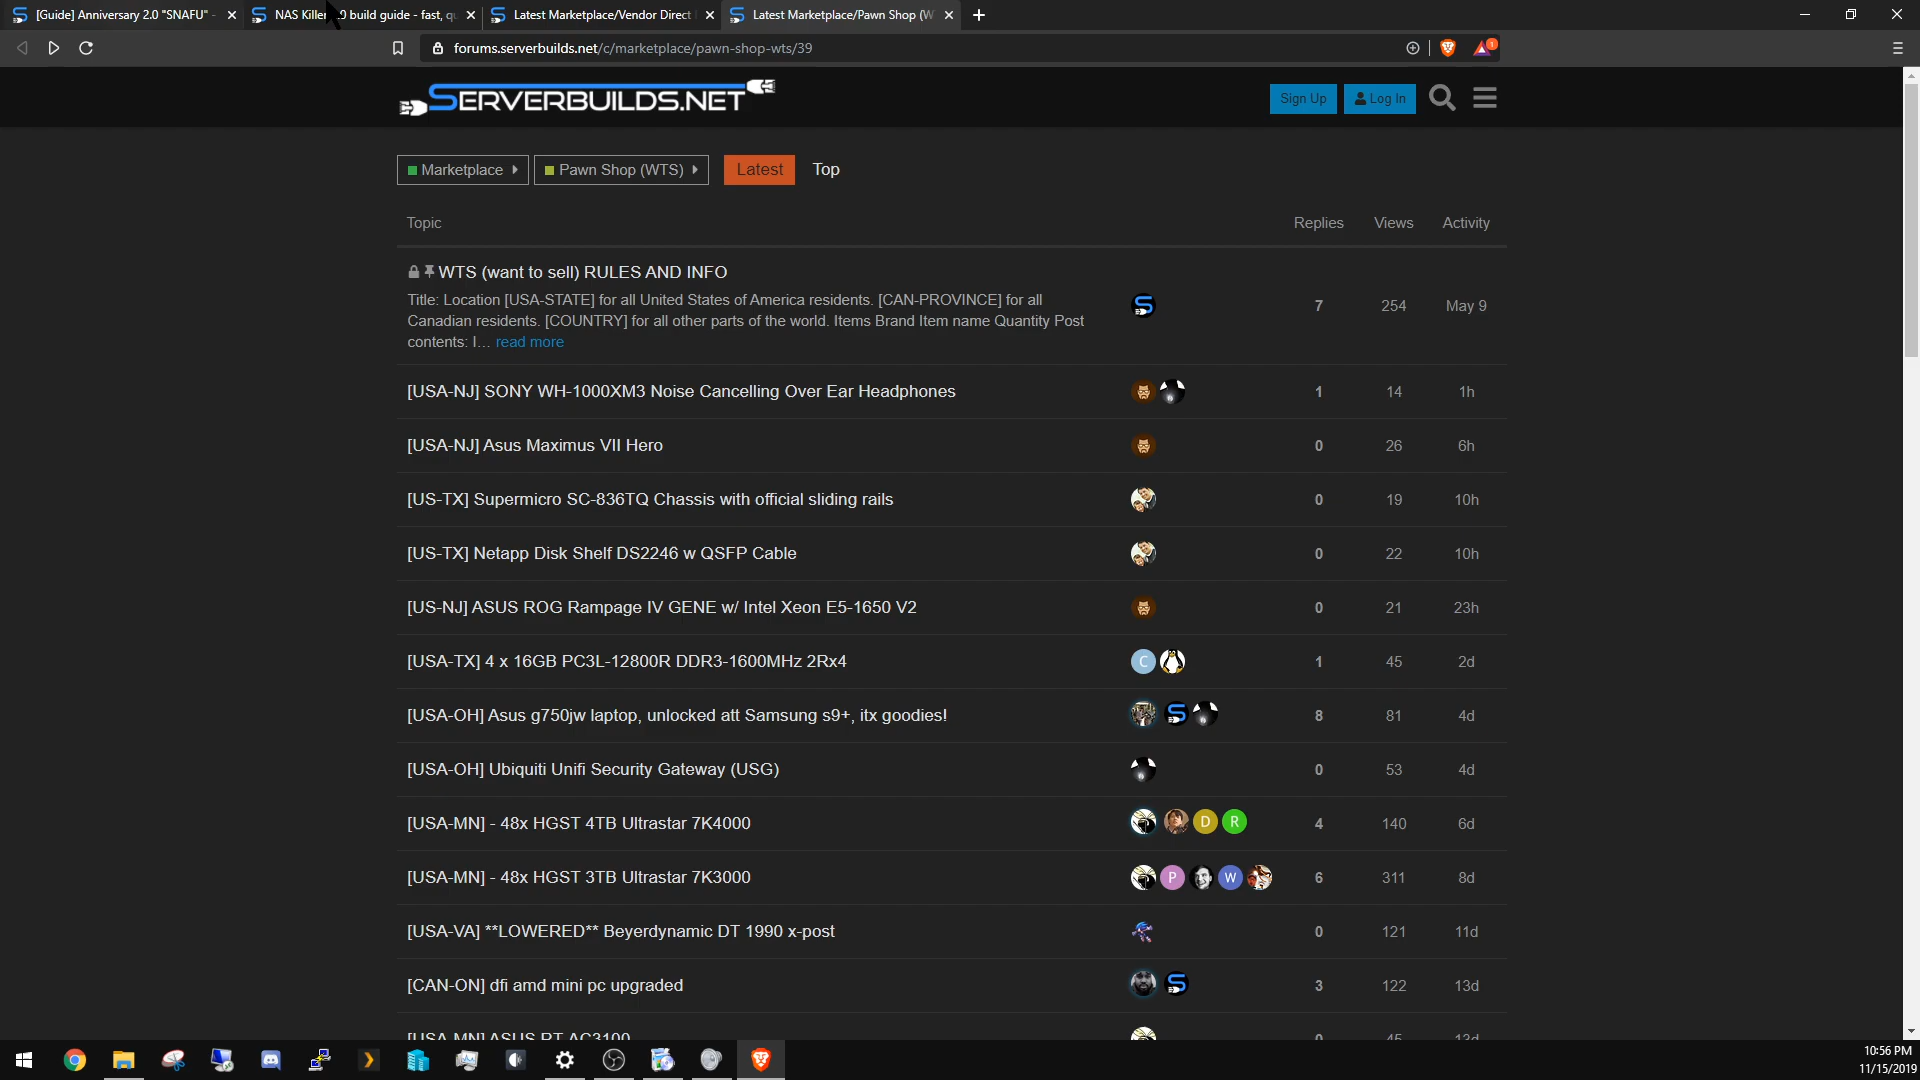 [Guide] Anniversary 2.0 "SNAFU" -
NAS Kille 0 build guide - fast, qu
Latest Marketplace/Vendor Direct
Latest Marketplace/Pawn Shop (W
forums.serverbuilds.net/c/marketplace/pawn-shop-wts/39
1
SERVERBUILDS.NET
Sign Up
Log In
Marketplace
Pawn Shop (WTS)
Latest
Top
Topic
Replies
Views
Activity
WTS (want to sell) RULES AND INFO
Title: Location [USA-STATE] for all United States of America residents. [CAN-PROVINCE] for all
Canadian residents. [COUNTRY] for all other parts of the world. Items Brand Item name Quantity Post
contents: I... read more
7
254
May 9
[USA-NJ] SONY WH-1000XM3 Noise Cancelling Over Ear Headphones
1
14
1h
[USA-NJ] Asus Maximus VII Hero
0
26
6h
[US-TX] Supermicro SC-836TQ Chassis with official sliding rails
0
19
10h
[US-TX] Netapp Disk Shelf DS2246 w QSFP Cable
0
22
10h
[US-NJ] ASUS ROG Rampage IV GENE w/ Intel Xeon E5-1650 V2
0
21
23h
[USA-TX] 4 x 16GB PC3L-12800R DDR3-1600MHz 2Rx4
C
1
45
2d
[USA-OH] Asus g750jw laptop, unlocked att Samsung s9+, itx goodies!
8
81
4d
[USA-OH] Ubiquiti Unifi Security Gateway (USG)
0
53
4d
[USA-MN] - 48x HGST 4TB Ultrastar 7K4000
D
R
4
140
6d
[USA-MN] - 48x HGST 3TB Ultrastar 7K3000
P
W
6
311
8d
[USA-VA] **LOWERED** Beyerdynamic DT 1990 x-post
0
121
11d
[CAN-ON] dfi amd mini pc upgraded
3
122
13d
[USA-MN] ASUS RT-AC3100
0
45
13d
10:56 PM
11/15/2019